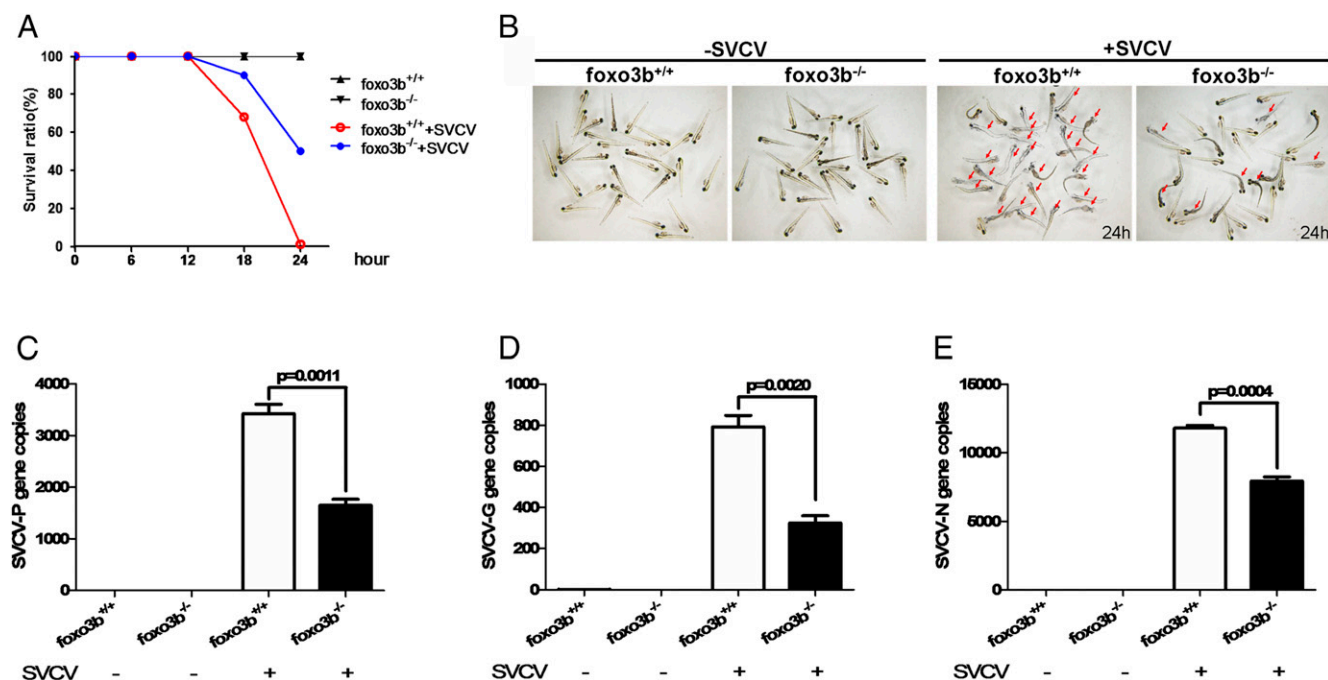 A
Survival ratio(%)
100
80
60
40
20
0
0 6 12 18 24 hour
foxo3b+/+
foxo3b-/-
foxo3b+/++SVCV
foxo3b-/-+SVCV
B
-SVCV +SVCV
foxo3b+/+ foxo3b-/- foxo3b+/+ foxo3b-/-
24h 24h
C
SVCV-P gene copies
4000
3000
2000
1000
0
p=0.0011
foxo3b+/+ foxo3b-/- foxo3b+/+ foxo3b-/-
SVCV - - + +
D
SVCV-G gene copies
1000
800
600
400
200
0
p=0.0020
foxo3b+/+ foxo3b-/- foxo3b+/+ foxo3b-/-
SVCV - - + +
E
SVCV-N gene copies
15000
10000
5000
0
p=0.0004
foxo3b+/+ foxo3b-/- foxo3b+/+ foxo3b-/-
SVCV - - + +